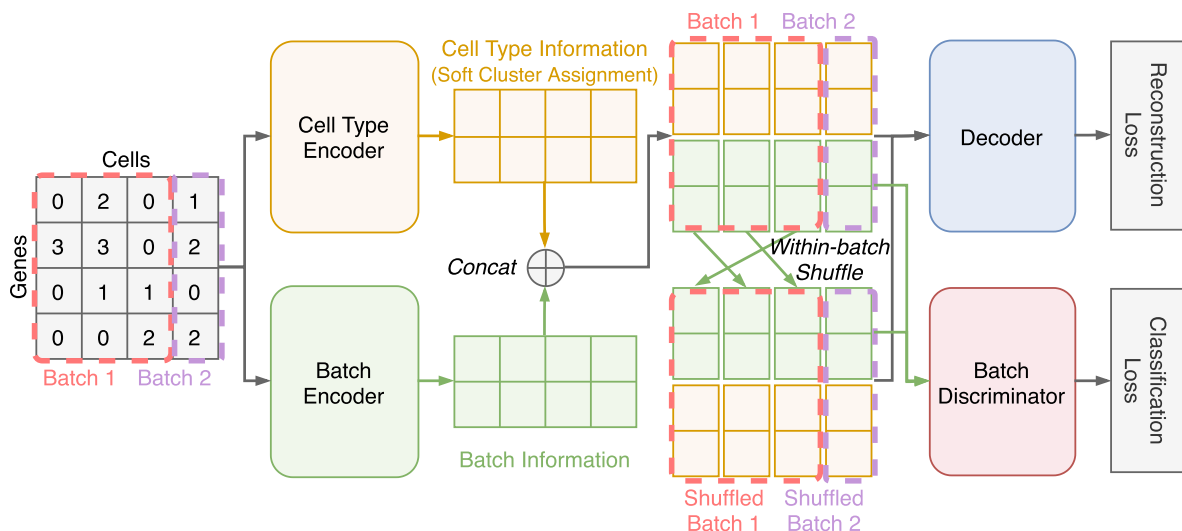 Cells
Genes
0 2 0 1
3 3 0 2
0 1 1 0
0 0 2 2
Batch 1 Batch 2
Cell Type
Encoder
Batch
Encoder
Cell Type Information
(Soft Cluster Assignment)
Concat
Batch Information
Batch 1 Batch 2
Within-batch
Shuffle
Shuffled
Batch 1
Shuffled
Batch 2
Decoder
Batch
Discriminator
Reconstruction
Loss
Classification
Loss